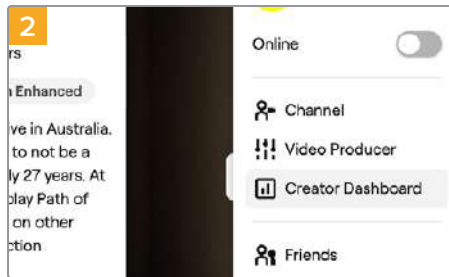 2
rs
Enhanced
ve in Australia.
to not be a
ly 27 years. At
play Path of
on other
ction
Online
Channel
Video Producer
Creator Dashboard
Friends